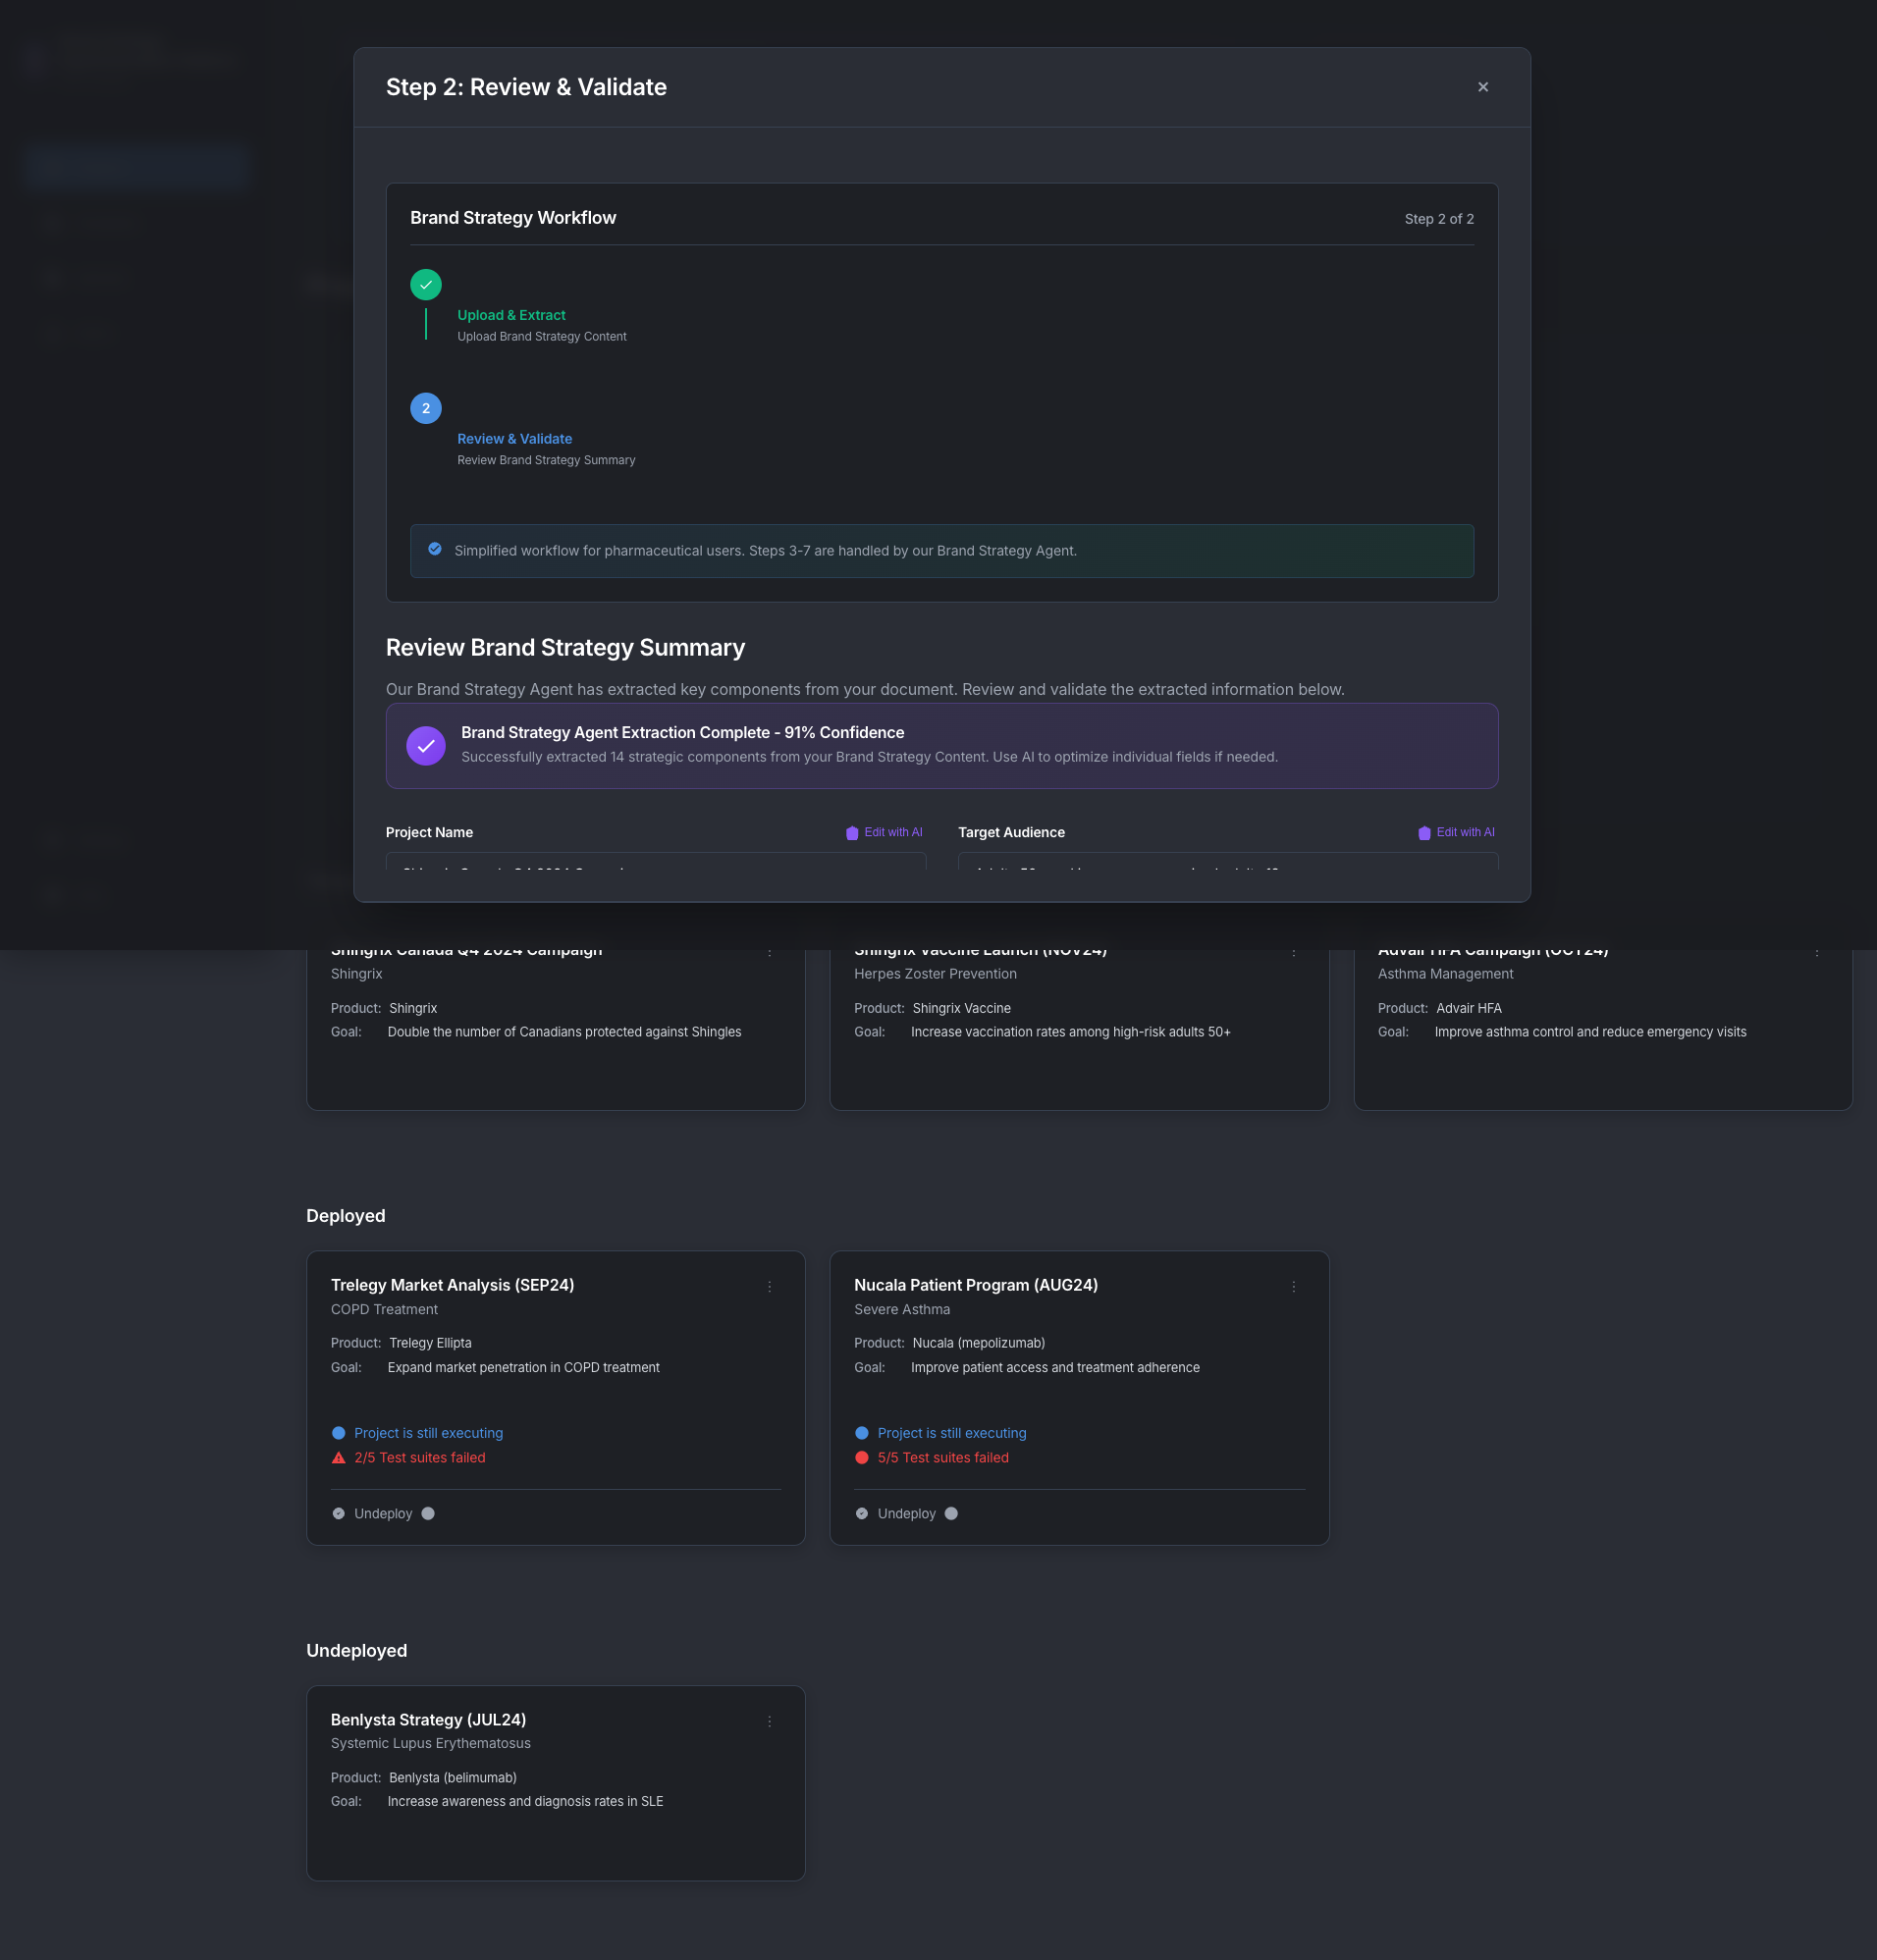 Step 2: Review & Validate
×
Brand Strategy Workflow
Step 2 of 2
Upload & Extract
Upload Brand Strategy Content
2
Review & Validate
Review Brand Strategy Summary
Simplified workflow for pharmaceutical users. Steps 3-7 are handled by our Brand Strategy Agent.
Review Brand Strategy Summary
Our Brand Strategy Agent has extracted key components from your document. Review and validate the extracted information below.
Brand Strategy Agent Extraction Complete - 91% Confidence
Successfully extracted 14 strategic components from your Brand Strategy Content. Use AI to optimize individual fields if needed.
Project Name
Edit with AI
Target Audience
Edit with AI
Shingrix Canada Q4 2024 Campaign
Shingrix
Product: Shingrix
Goal: Double the number of Canadians protected against Shingles
Shingrix Vaccine Launch (NOV24)
Herpes Zoster Prevention
Product: Shingrix Vaccine
Goal: Increase vaccination rates among high-risk adults 50+
Advair HFA Campaign (OCT24)
Asthma Management
Product: Advair HFA
Goal: Improve asthma control and reduce emergency visits
Deployed
Trelegy Market Analysis (SEP24)
COPD Treatment
Product: Trelegy Ellipta
Goal: Expand market penetration in COPD treatment
Project is still executing
2/5 Test suites failed
Undeploy
Nucala Patient Program (AUG24)
Severe Asthma
Product: Nucala (mepolizumab)
Goal: Improve patient access and treatment adherence
Project is still executing
5/5 Test suites failed
Undeploy
Undeployed
Benlysta Strategy (JUL24)
Systemic Lupus Erythematosus
Product: Benlysta (belimumab)
Goal: Increase awareness and diagnosis rates in SLE